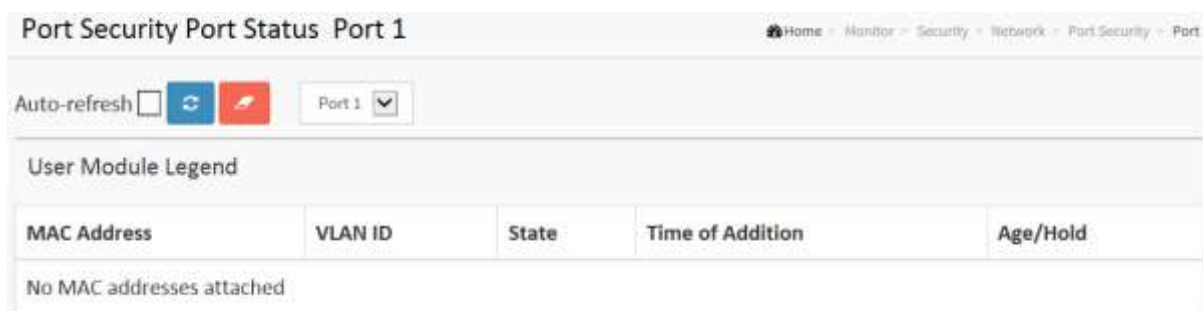 Port Security Port Status Port 1
Home > Monitor > Security > Network > Port Security > Port
Auto-refresh
Port 1
User Module Legend
MAC Address VLAN ID State Time of Addition Age/Hold
No MAC addresses attached